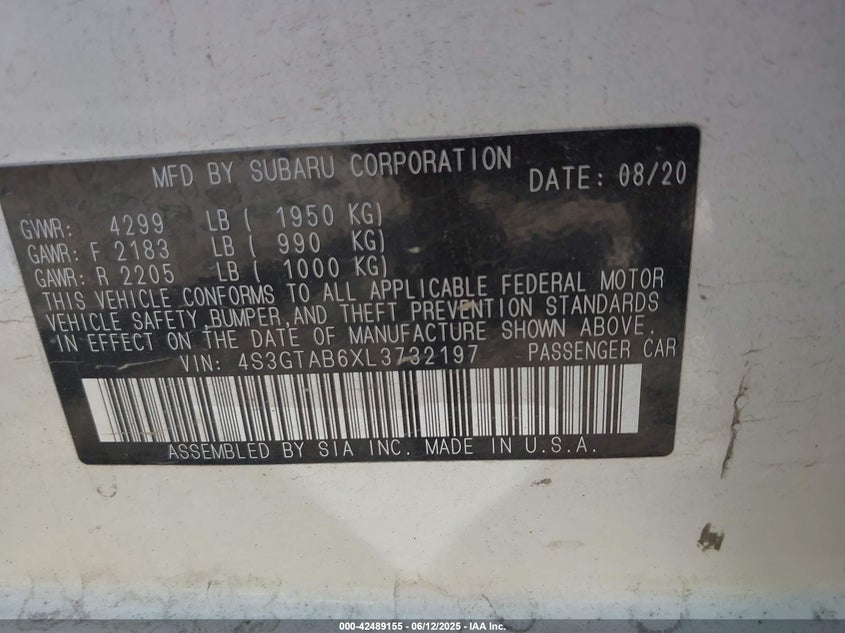 MFD BY SUBARU CORPORATION DATE: 08/20
GVWR: 4299 LB ( 1950 KG)
GAWR: F 2183 LB ( 990 KG)
GAWR: R 2205 LB ( 1000 KG)
THIS VEHICLE CONFORMS TO ALL APPLICABLE FEDERAL MOTOR
VEHICLE SAFETY,BUMPER,AND THEFT PREVENTION STANDARDS
IN EFFECT ON THE DATE OF MANUFACTURE SHOWN ABOVE.
VIN: 4S3GTAB6XL3732197 PASSENGER CAR
ASSEMBLED BY SIA INC. MADE IN U.S.A.
000-42489155 - 06/12/2025 - IAA Inc.